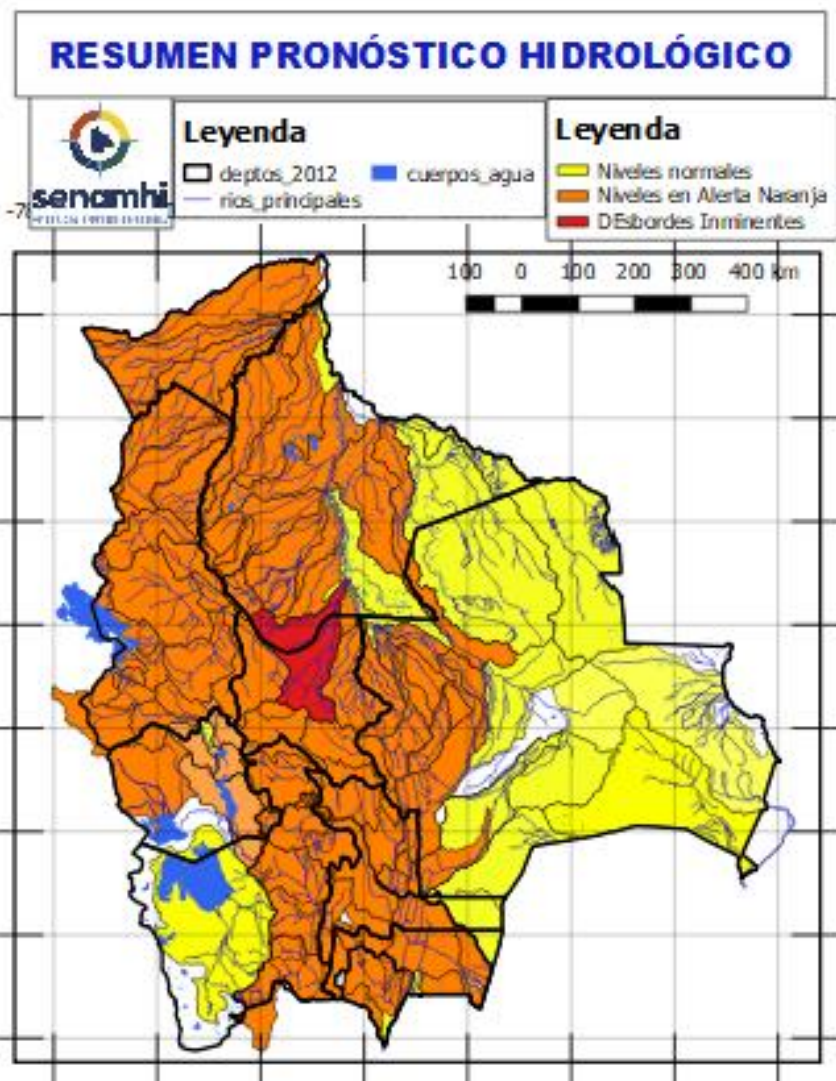 RESUMEN PRONÓSTICO HIDROLÓGICO
senamhi
Leyenda
deptos_2012
cuerpos_agua
rios_principales
Leyenda
Niveles normales
Niveles en Alerta Naranja
DEsbordes Inminentes
100 0 100 200 300 400 km